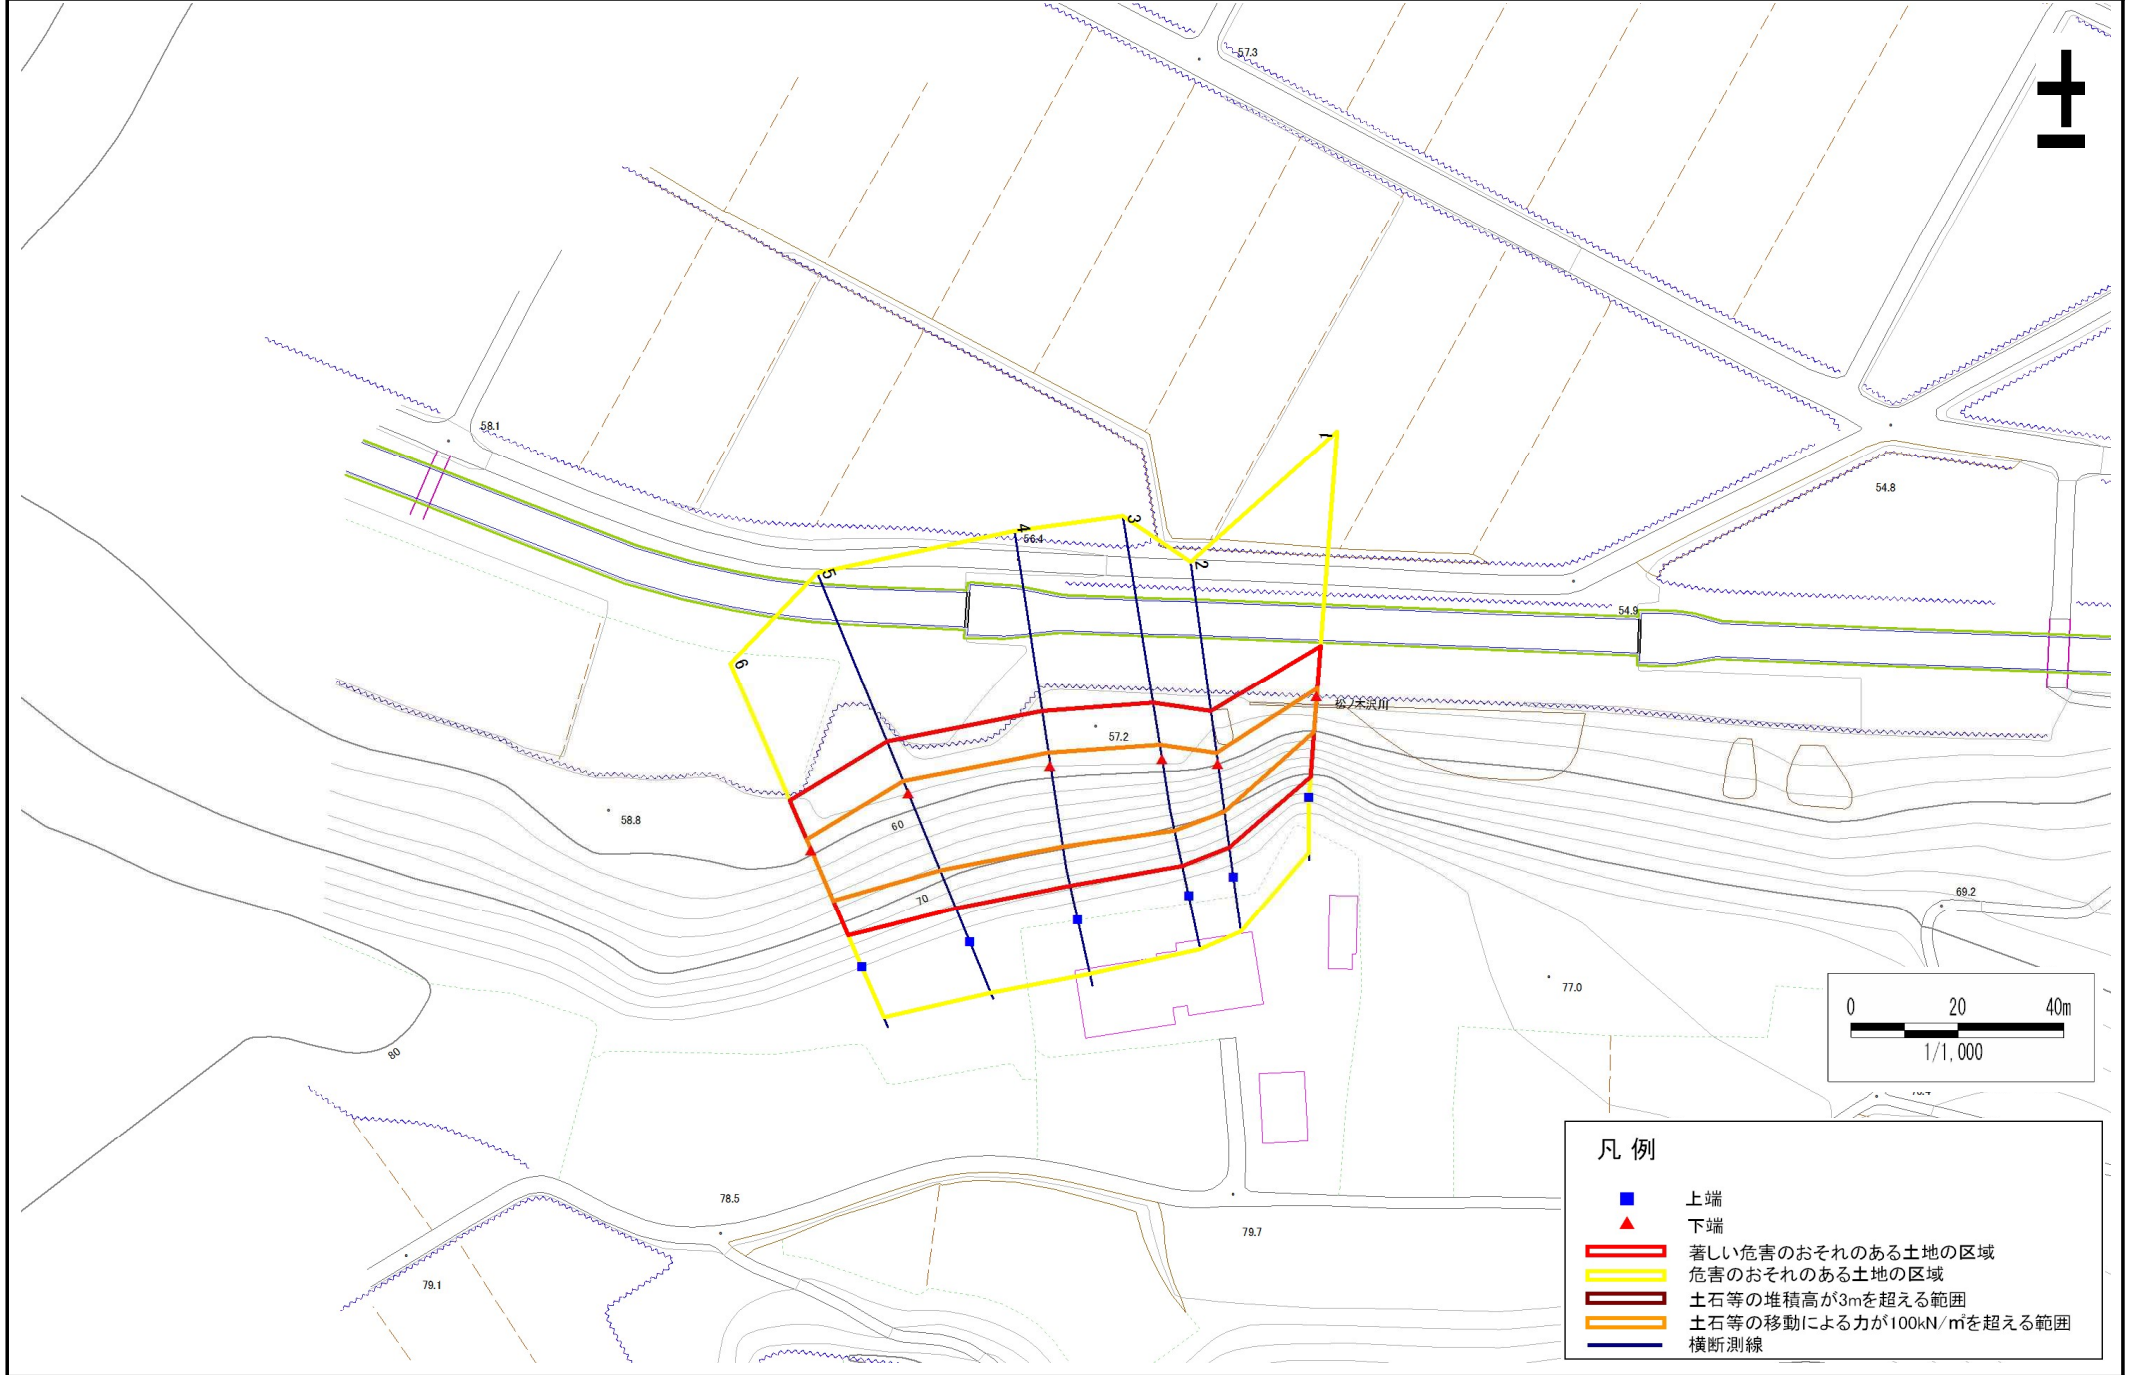 57.3
58.1
54.8
1
3
4
56.4
2
5
54.9
6
松ノ木沢川
57.2
58.8
60
70
69.2
77.0
80
0 20 40m
1/1,000
78.5
79.7
79.1
凡例
上端
下端
著しい危害のおそれのある土地の区域
危害のおそれのある土地の区域
土石等の堆積高が3mを超える範囲
土石等の移動による力が100kN/㎡を超える範囲
横断測線